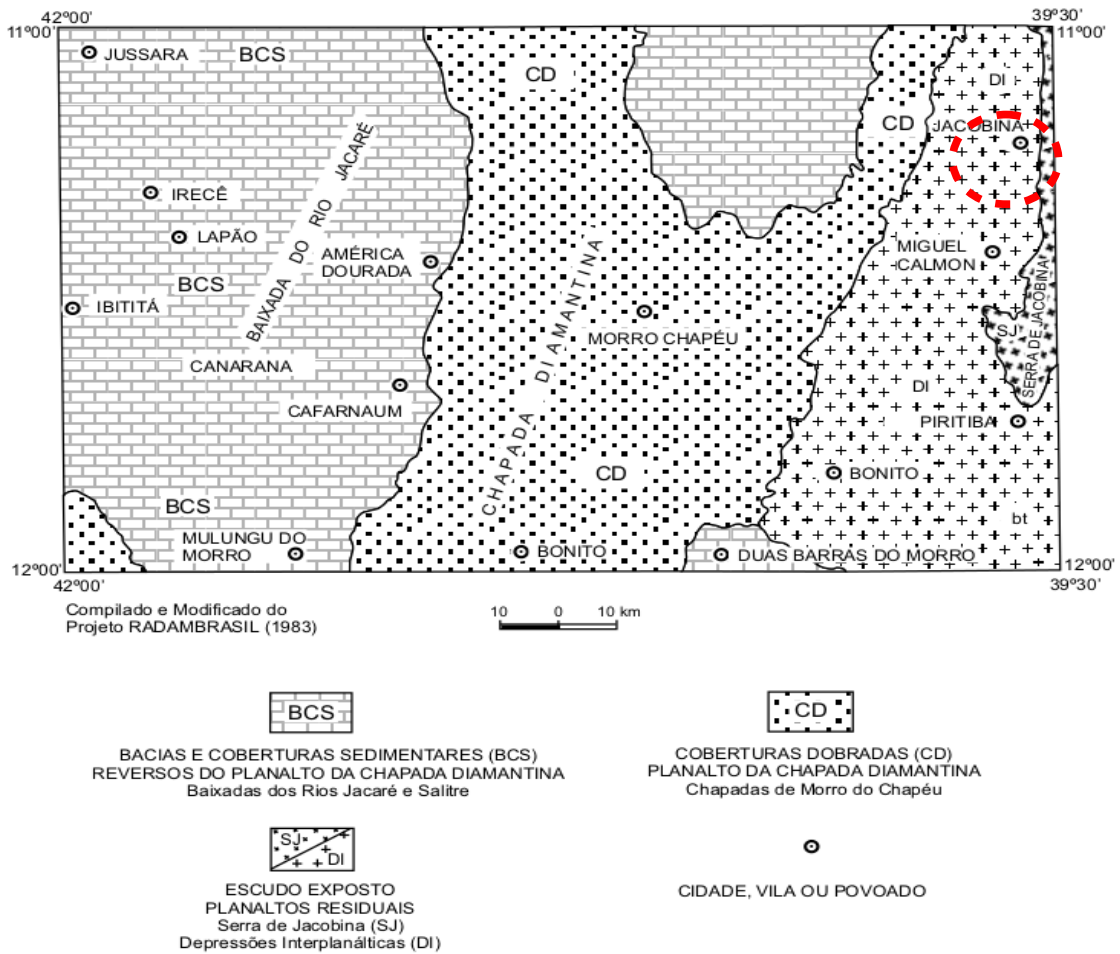 42º00'
39º30'
11º00'
11º00'
JUSSARA
BCS
CD
DI
CD
JACOBINA
BAIXADA DO RIO JACARÉ
IRECÊ
LAPÃO
AMÉRICA
DOURADA
BCS
IBITITÁ
CHAPADA DIAMANTINA
MIGUEL
CALMON
SERRA DE JACOBINA
SJ
MORRO CHAPÉU
CANARANA
CAFARNAUM
DI
PIRITIBA
CD
BONITO
BCS
bt
MULUNGU DO
MORRO
BONITO
DUAS BARRAS DO MORRO
12º00'
12º00'
42º00'
39º30'
Compilado e Modificado do
Projeto RADAMBRASIL (1983)
10 0 10 km
BCS
BACIAS E COBERTURAS SEDIMENTARES (BCS)
REVERSOS DO PLANALTO DA CHAPADA DIAMANTINA
Baixadas dos Rios Jacaré e Salitre
CD
COBERTURAS DOBRADAS (CD)
PLANALTO DA CHAPADA DIAMANTINA
Chapadas de Morro do Chapéu
SJ
DI
ESCUDO EXPOSTO
PLANALTOS RESIDUAIS
Serra de Jacobina (SJ)
Depressões Interplanálticas (DI)
CIDADE, VILA OU POVOADO